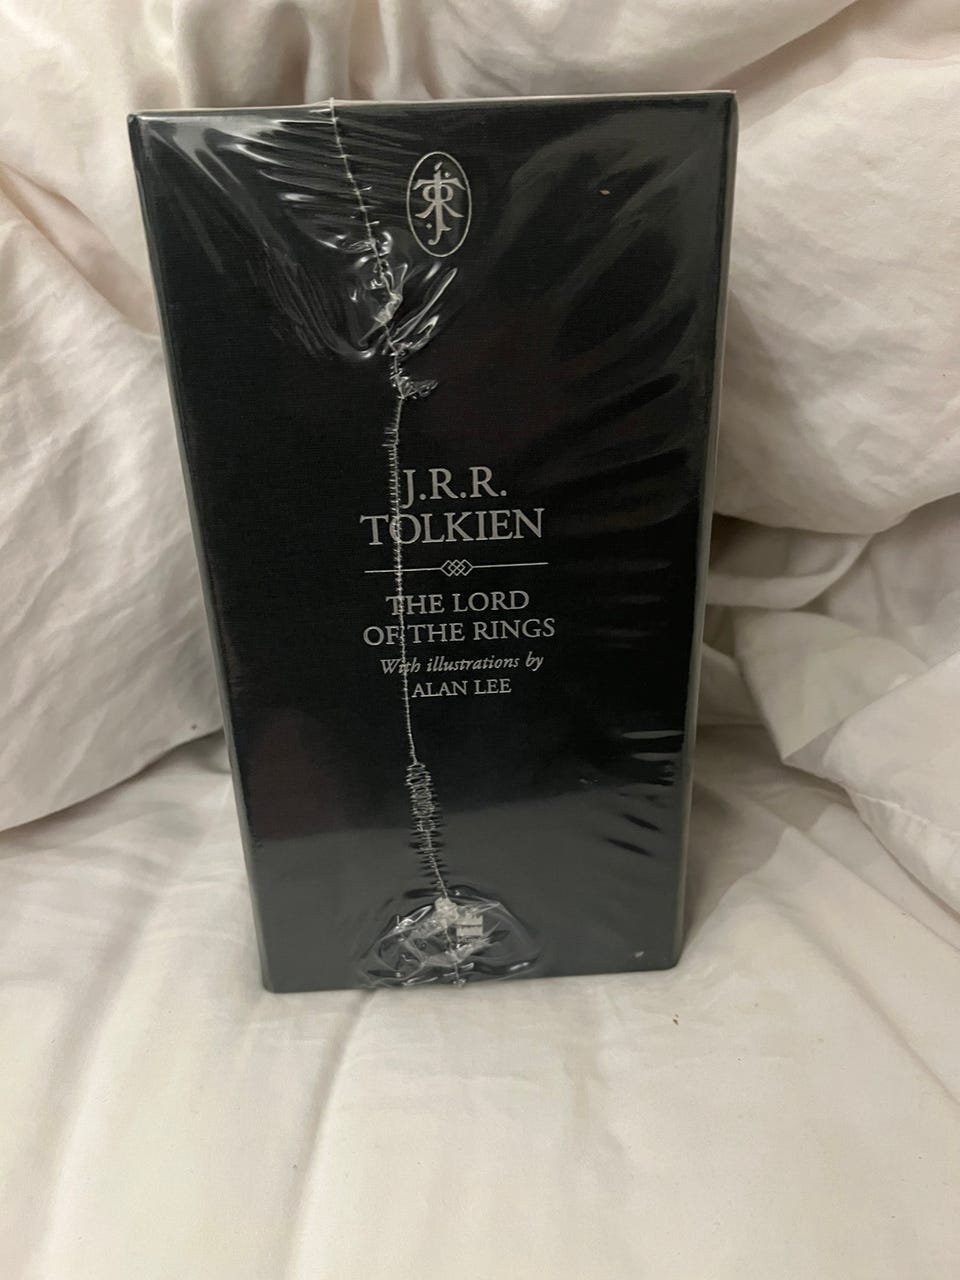 J.R.R.
TOLKIEN
THE LORD
OF THE RINGS
With illustrations by
ALAN LEE